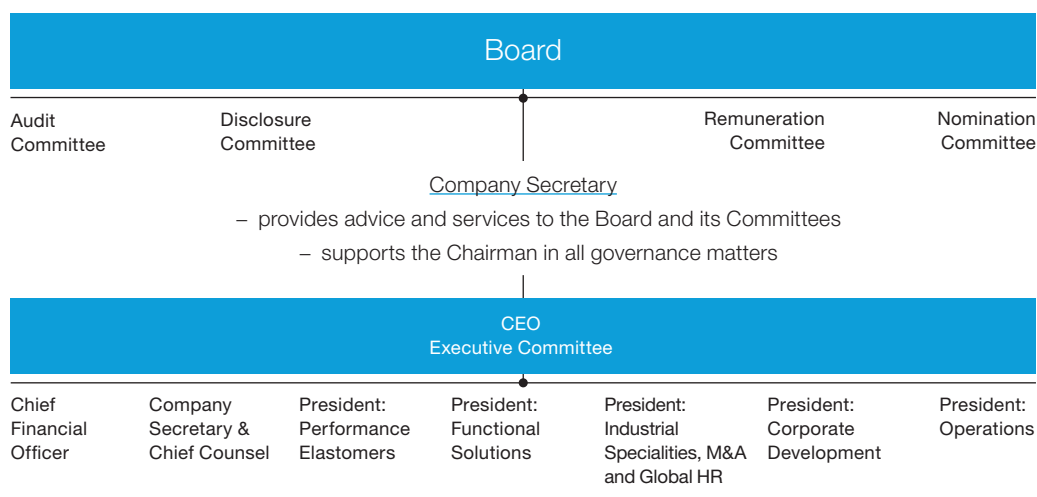 Board
Audit
Committee
Disclosure
Committee
Remuneration
Committee
Nomination
Committee
Company Secretary
– provides advice and services to the Board and its Committees
– supports the Chairman in all governance matters
CEO
Executive Committee
Chief
Financial
Officer
Company
Secretary &
Chief Counsel
President:
Performance
Elastomers
President:
Functional
Solutions
President:
Industrial
Specialities, M&A
and Global HR
President:
Corporate
Development
President:
Operations